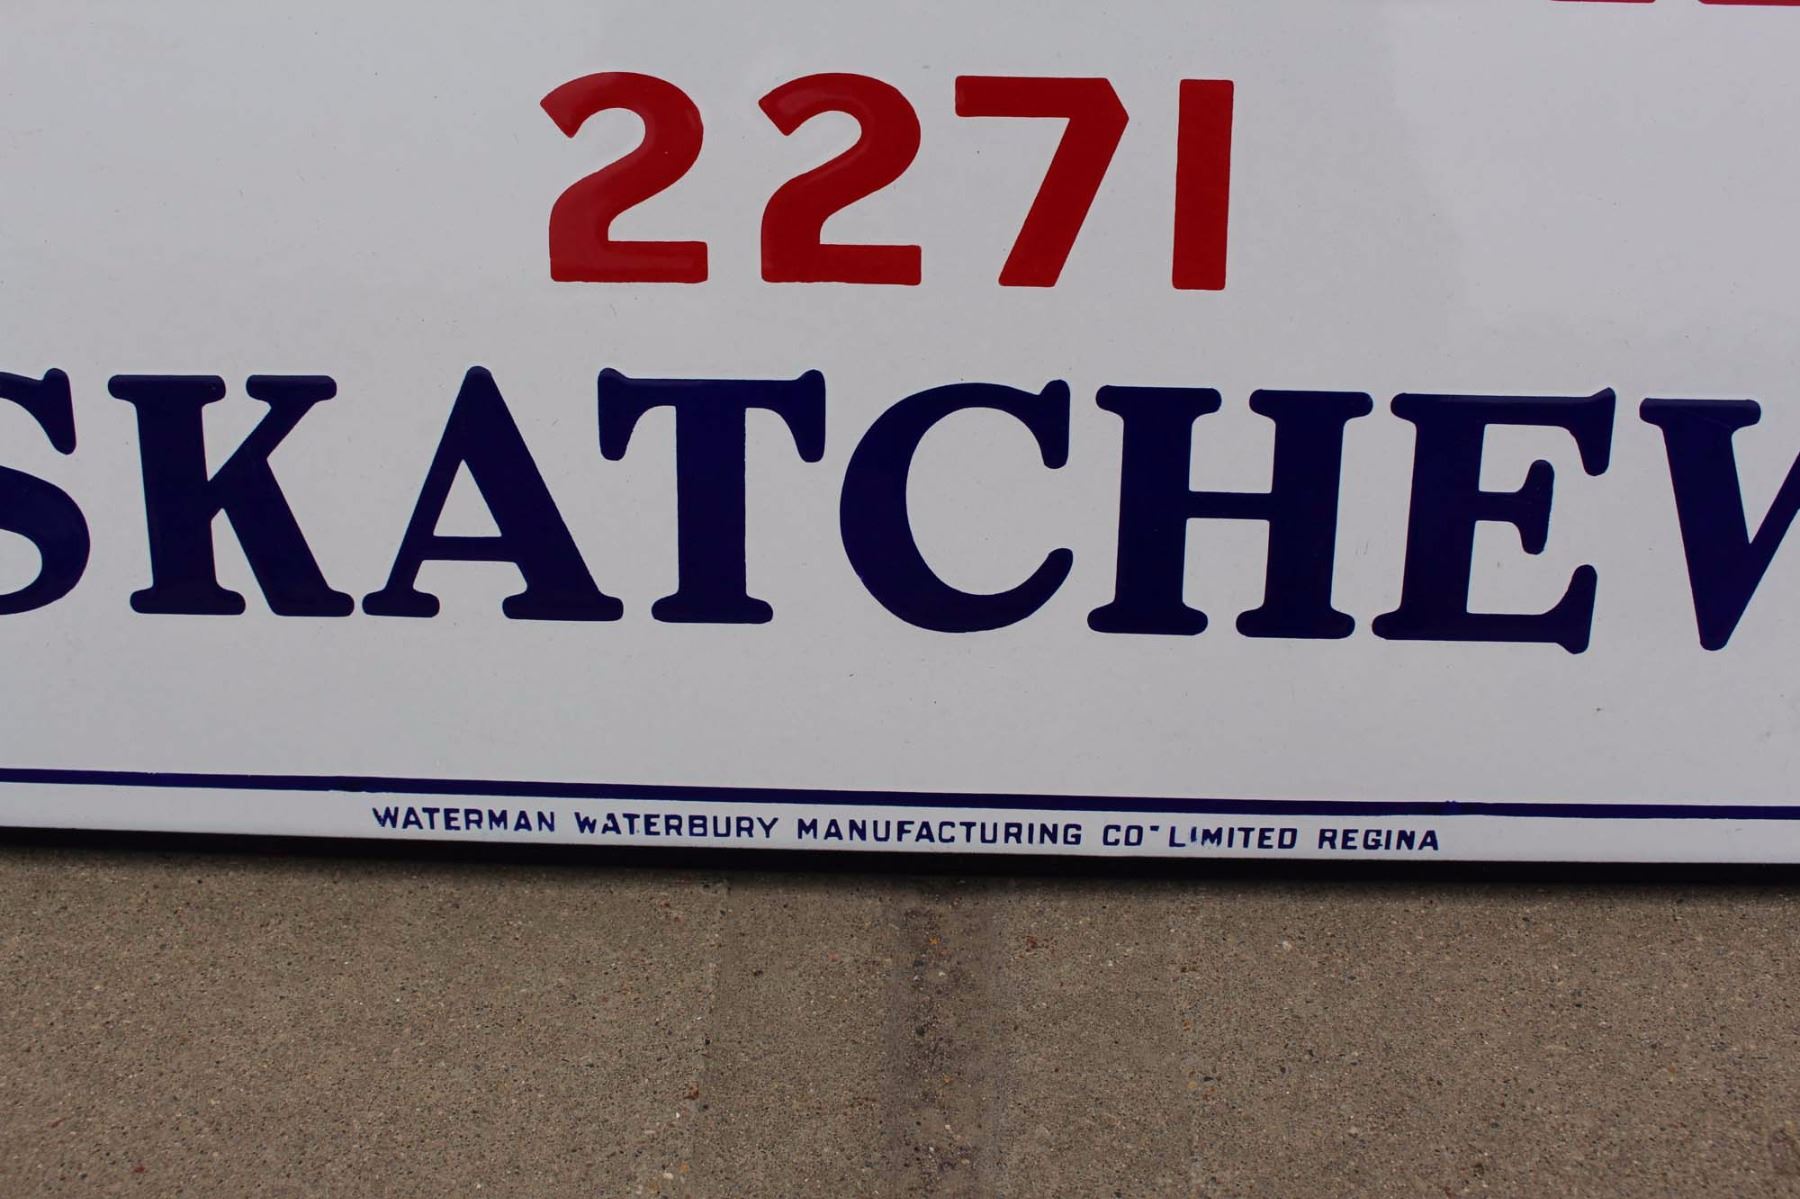 2271
SKATCHEW
WATERMAN WATERBURY MANUFACTURING CO" LIMITED REGINA